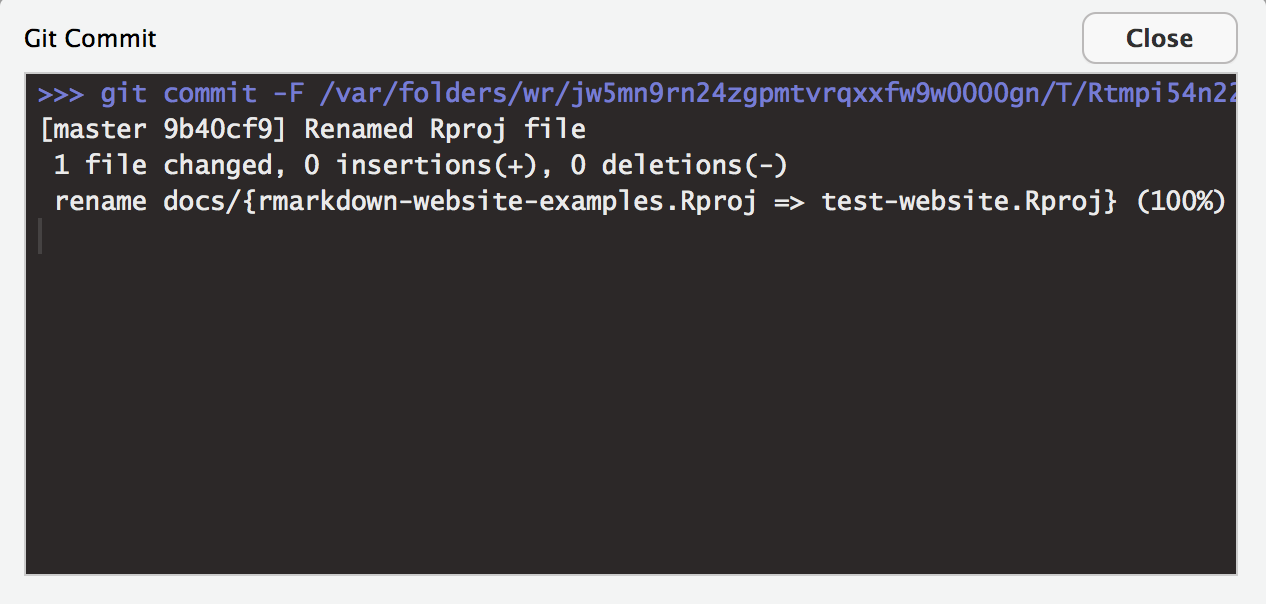 Git Commit
Close
>>> git commit -F /var/folders/wr/jw5mn9rn24zgpmtvrqxxfw9w0000gn/T/Rtmpi54n22
[master 9b40cf9] Renamed Rproj file
1 file changed, 0 insertions(+), 0 deletions(-)
rename docs/{rmarkdown-website-examples.Rproj => test-website.Rproj} (100%)